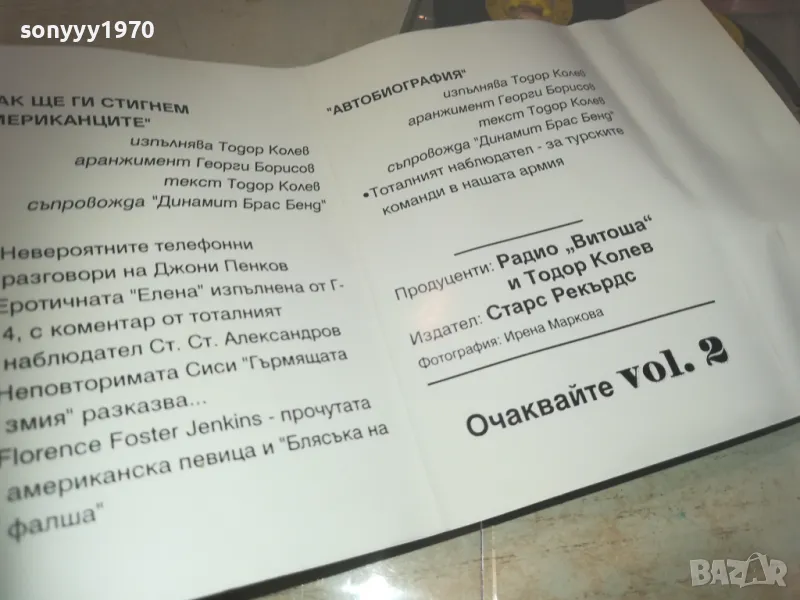 sonyyy1970
АК ЩЕ ГИ СТИГНЕМ
МЕРИКАНЦИТЕ"
изпълнява Тодор Колев
аранжимент Георги Борисов
текст Тодор Колев
съпровожда "Динамит Брас Бенд"
Невероятните телефонни
разговори на Джони Пенков
Еротичната "Елена" изпълнена от Г-
4, с коментар от тоталният
наблюдател Ст. Ст. Александров
Неповторимата Сиси "Гърмящата
змия" разказва...
Florence Foster Jenkins - прочутата
американска певица и "Блясъка на
фалша"
"АВТОБИОГРАФИЯ"
изпълнява Тодор Колев
аранжимент Георги Борисов
текст Тодор Колев
съпровожда "Динамит Брас Бенд"
•Тоталният наблюдател - за турските
команди в нашата армия
Продуценти: Радио „Витоша"
и Тодор Колев
Издател: Старс Рекърдс
Фотография: Ирена Маркова
Очаквайте vol. 2
BAZAR